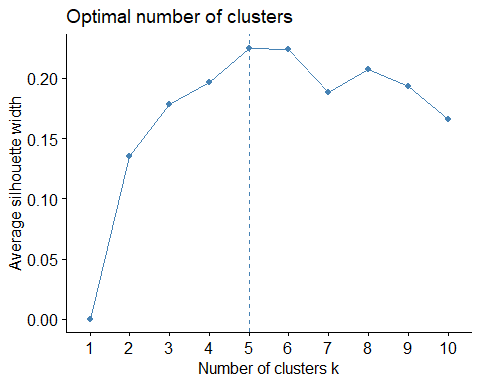 Optimal number of clusters
Average silhouette width
0.20
0.15
0.10
0.05
0.00
1 2 3 4 5 6 7 8 9 10
Number of clusters k